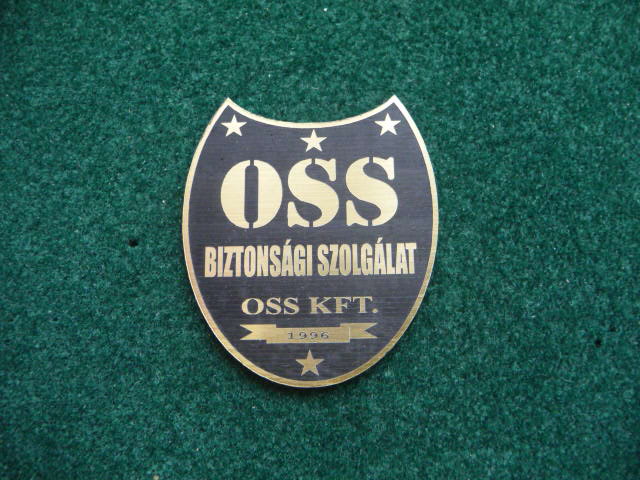 OSS
BIZTONSÁGI SZOLGÁLAT
OSS KFT.
1996